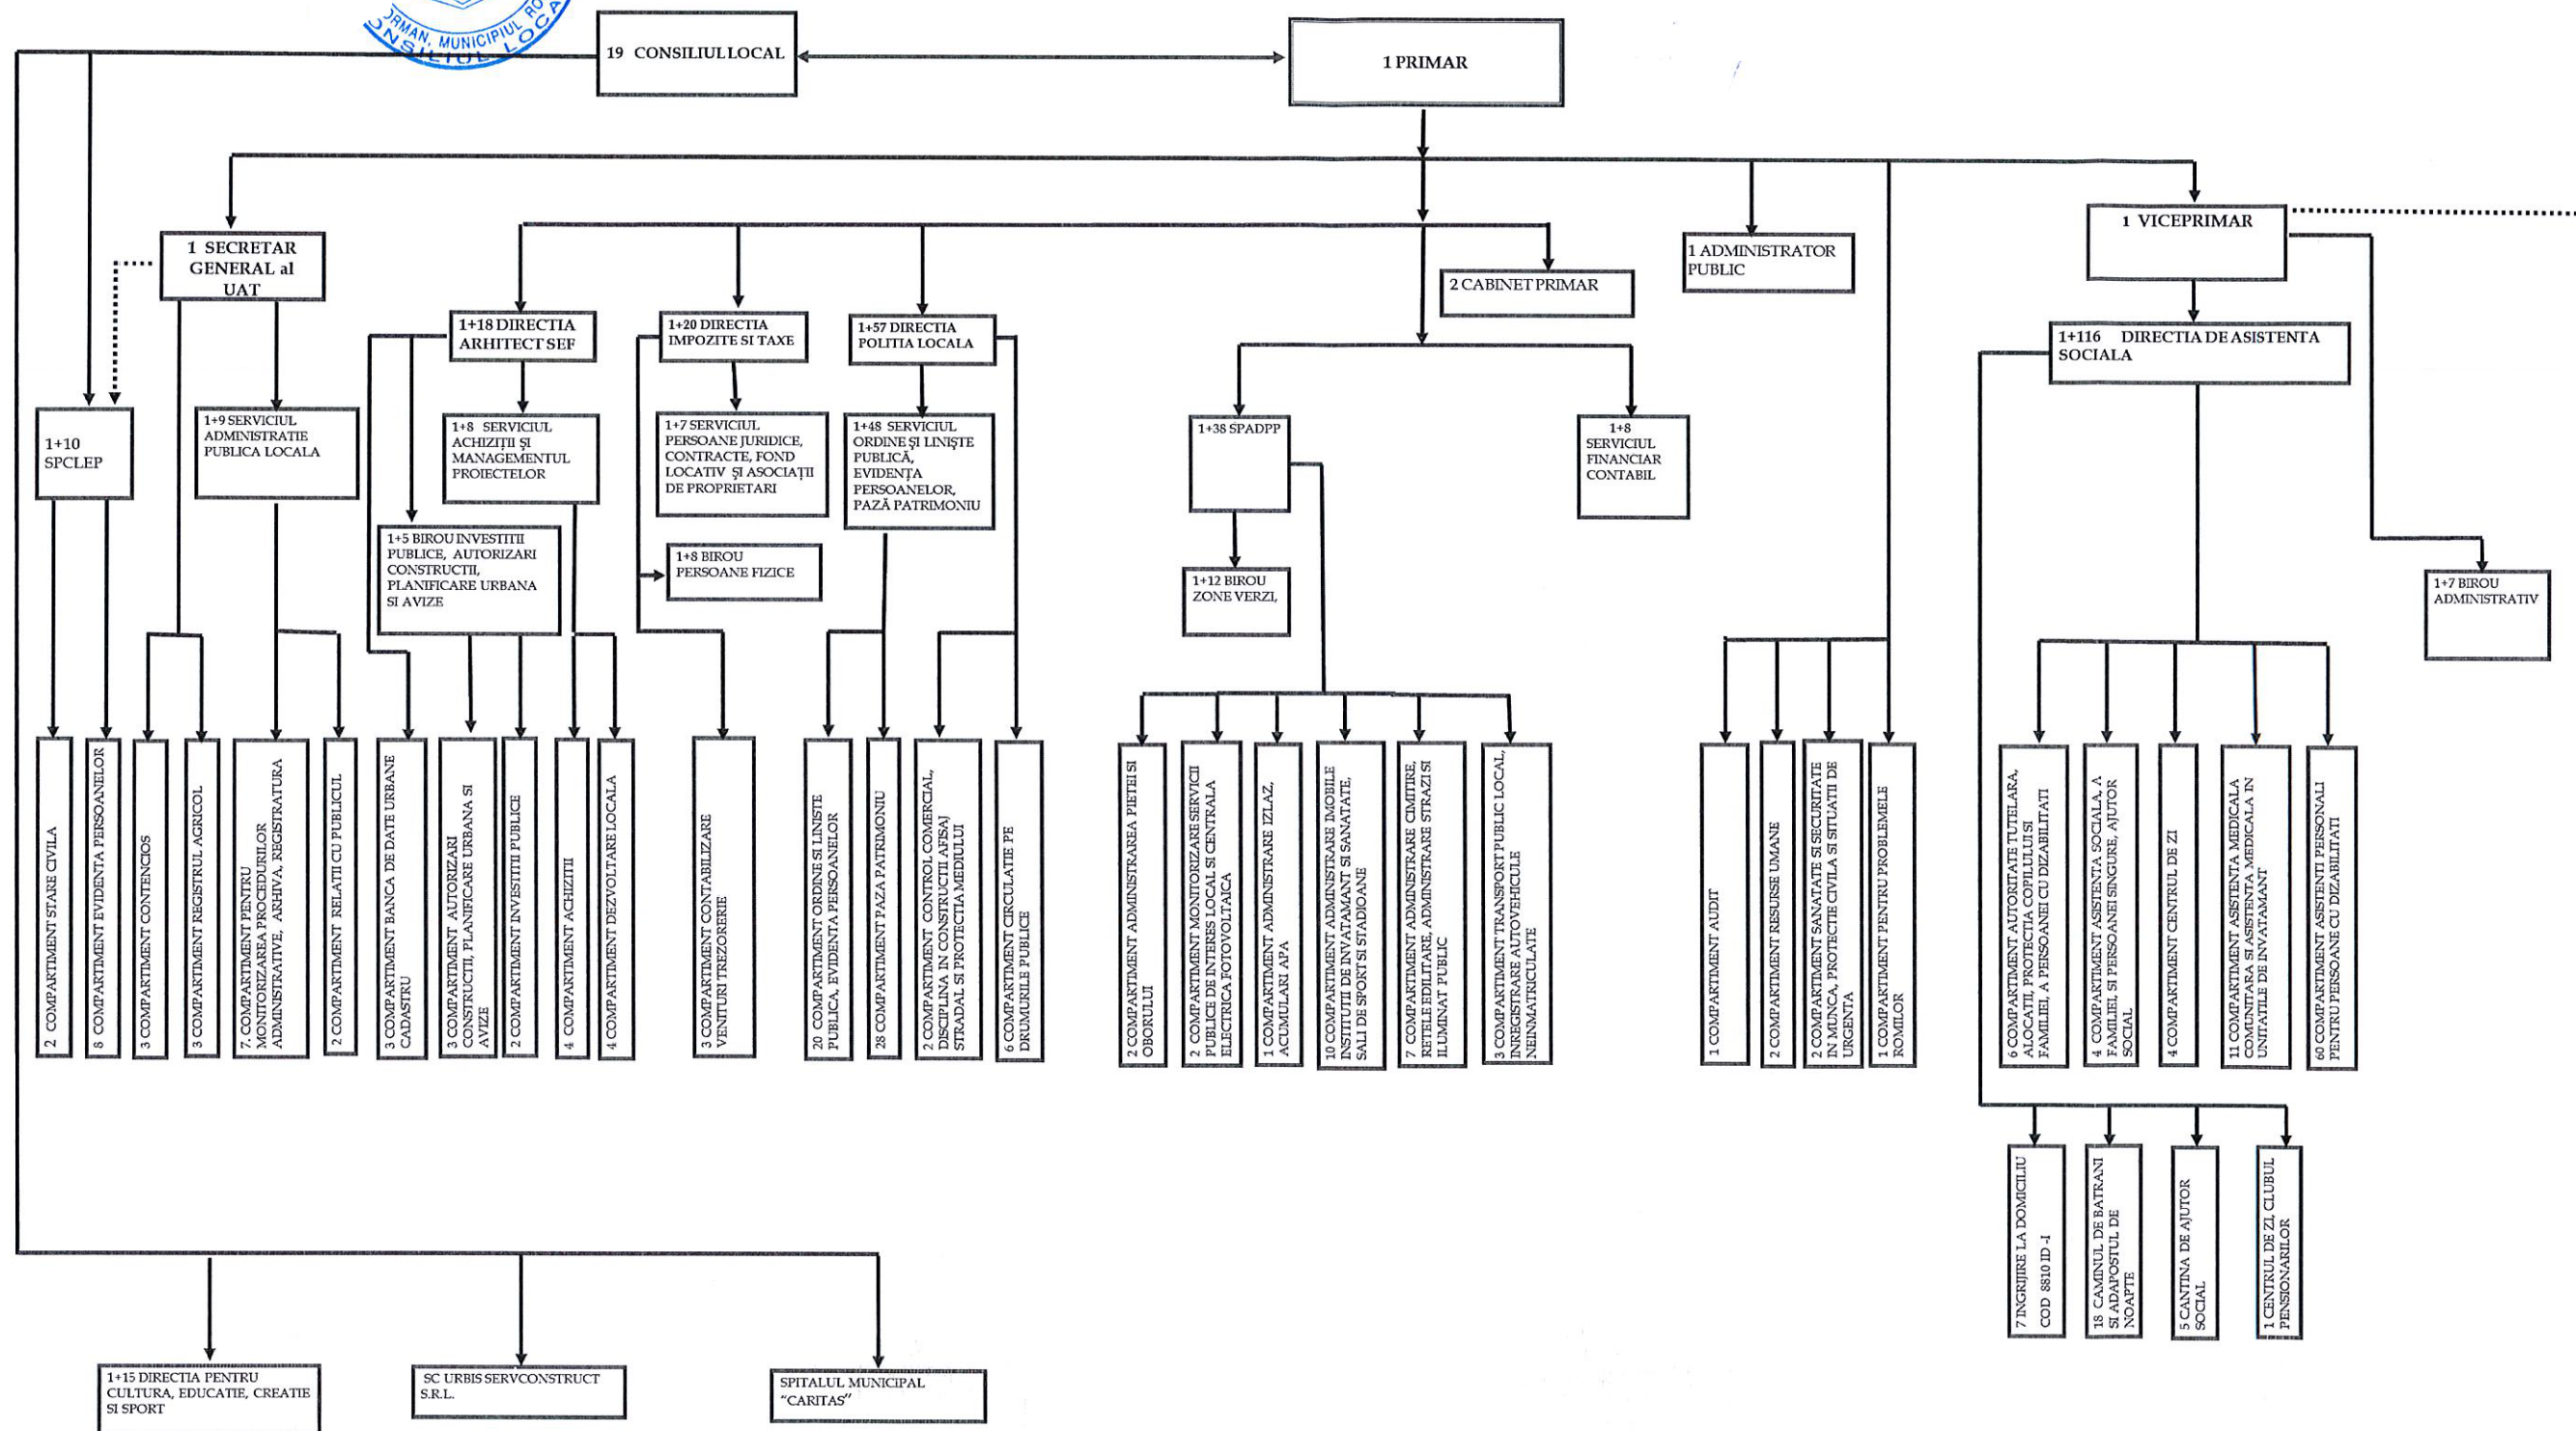 ORMAN, MUNICIPIUL RO
CONSILIUL LOCA
19 CONSILIUL LOCAL
1 PRIMAR
1 SECRETAR
GENERAL al
UAT
1 ADMINISTRATOR
PUBLIC
1 VICEPRIMAR
2 CABINET PRIMAR
1+18 DIRECTIA
ARHITECT SEF
1+20 DIRECTIA
IMPOZITE SI TAXE
1+57 DIRECTIA
POLITIA LOCALA
1+116 DIRECTIA DE ASISTENTA
SOCIALA
1+10
SPCLEP
1+9 SERVICIUL
ADMINISTRATIE
PUBLICA LOCALA
1+8 SERVICIUL
ACHIZIȚII ŞI
MANAGEMENTUL
PROIECTELOR
1+7 SERVICIUL
PERSOANE JURIDICE,
CONTRACTE, FOND
LOCATIV ŞI ASOCIAȚII
DE PROPRIETARI
1+48 SERVICIUL
ORDINE ŞI LINIŞTE
PUBLICĂ,
EVIDENȚA
PERSOANELOR,
PAZĂ PATRIMONIU
1+38 SPADPP
1+8
SERVICIUL
FINANCIAR
CONTABIL
1+5 BIROU INVESTITII
PUBLICE, AUTORIZARI
CONSTRUCTII,
PLANIFICARE URBANA
SI AVIZE
1+8 BIROU
PERSOANE FIZICE
1+12 BIROU
ZONE VERZI,
1+7 BIROU
ADMINISTRATIV
2 COMPARTIMENT STARE CIVILA
8 COMPARTIMENT EVIDENTA PERSOANELOR
3 COMPARTIMENT CONTENCIOS
3 COMPARTIMENT REGISTRUL AGRICOL
7. COMPARTIMENT PENTRU
MONITORIZAREA PROCEDURILOR
ADMINISTRATIVE, ARHIVA, REGISTRATURA
2 COMPARTIMENT RELATII CU PUBLICUL
3 COMPARTIMENT BANCA DE DATE URBANE
CADASTRU
3 COMPARTIMENT AUTORIZARI
CONSTRUCTII, PLANIFICARE URBANA SI
AVIZE
2 COMPARTIMENT INVESTITII PUBLICE
4 COMPARTIMENT ACHIZITII
4 COMPARTIMENT DEZVOLTARE LOCALA
3 COMPARTIMENT CONTABILIZARE
VENITURI TREZORERIE
20 COMPARTIMENT ORDINE SI LINISTE
PUBLICA, EVIDENTA PERSOANELOR
28 COMPARTIMENT PAZA PATRIMONIU
2 COMPARTIMENT CONTROL COMERCIAL,
DISCIPLINA IN CONSTRUCTII AFISAJ
STRADAL SI PROTECTIA MEDIULUI
6 COMPARTIMENT CIRCULATIE PE
DRUMURILE PUBLICE
2 COMPARTIMENT ADMINISTRAREA PIETEI SI
OBORULUI
2 COMPARTIMENT MONITORIZARE SERVICII
PUBLICE DE INTERES LOCAL SI CENTRALA
ELECTRICA FOTOVOLTAICA
1 COMPARTIMENT ADMINISTRARE IZLAZ,
ACUMULARI APA
10 COMPARTIMENT ADMINISTRARE IMOBILE
INSTITUTII DE INVATAMANT SI SANATATE,
SALI DE SPORT SI STADIOANE
7 COMPARTIMENT ADMINISTRARE CIMITIRE,
RETELE EDILITARE, ADMINISTRARE STRAZI SI
ILUMINAT PUBLIC
3 COMPARTIMENT TRANSPORT PUBLIC LOCAL,
INREGISTRARE AUTOVEHICULE
NEINMATRICULATE
1 COMPARTIMENT AUDIT
2 COMPARTIMENT RESURSE UMANE
2 COMPARTIMENT SANATATE SI SECURITATE
IN MUNCA, PROTECTIE CIVILA SI SITUATII DE
URGENTA
1 COMPARTIMENT PENTRU PROBLEMELE
ROMILOR
6 COMPARTIMENT AUTORITATE TUTELARA,
ALOCATII, PROTECTIA COPILULUI SI
FAMILIEI, A PERSOANEI CU DIZABILITATI
4 COMPARTIMENT ASISTENTA SOCIALA, A
FAMILIEI, SI PERSOANEI SINGURE, AJUTOR
SOCIAL
4 COMPARTIMENT CENTRUL DE ZI
11 COMPARTIMENT ASISTENTA MEDICALA
COMUNITARA SI ASISTENTA MEDICALA IN
UNITATILE DE INVATAMANT
60 COMPARTIMENT ASISTENTI PERSONALI
PENTRU PERSOANE CU DIZABILITATI
7 INGRIJIRE LA DOMICILIU
COD 8810 ID -I
18 CAMINUL DE BATRANI
SI ADAPOSTUL DE
NOAPTE
5 CANTINA DE AJUTOR
SOCIAL
1 CENTRUL DE ZI, CLUBUL
PENSIONARILOR
1+15 DIRECTIA PENTRU
CULTURA, EDUCATIE, CREATIE
SI SPORT
SC URBIS SERVCONSTRUCT
S.R.L.
SPITALUL MUNICIPAL
"CARITAS"